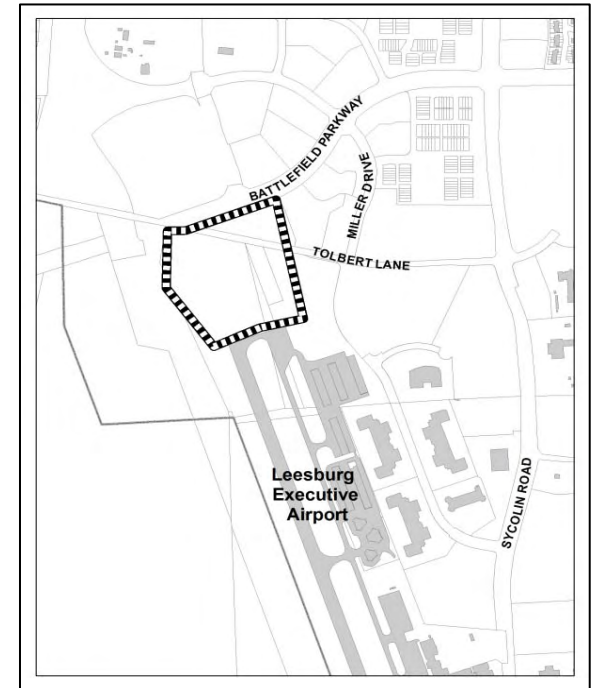 BATTLEFIELD PARKWAY
MILLER DRIVE
TOLBERT LANE
Leesburg
Executive
Airport
SYCOLIN ROAD